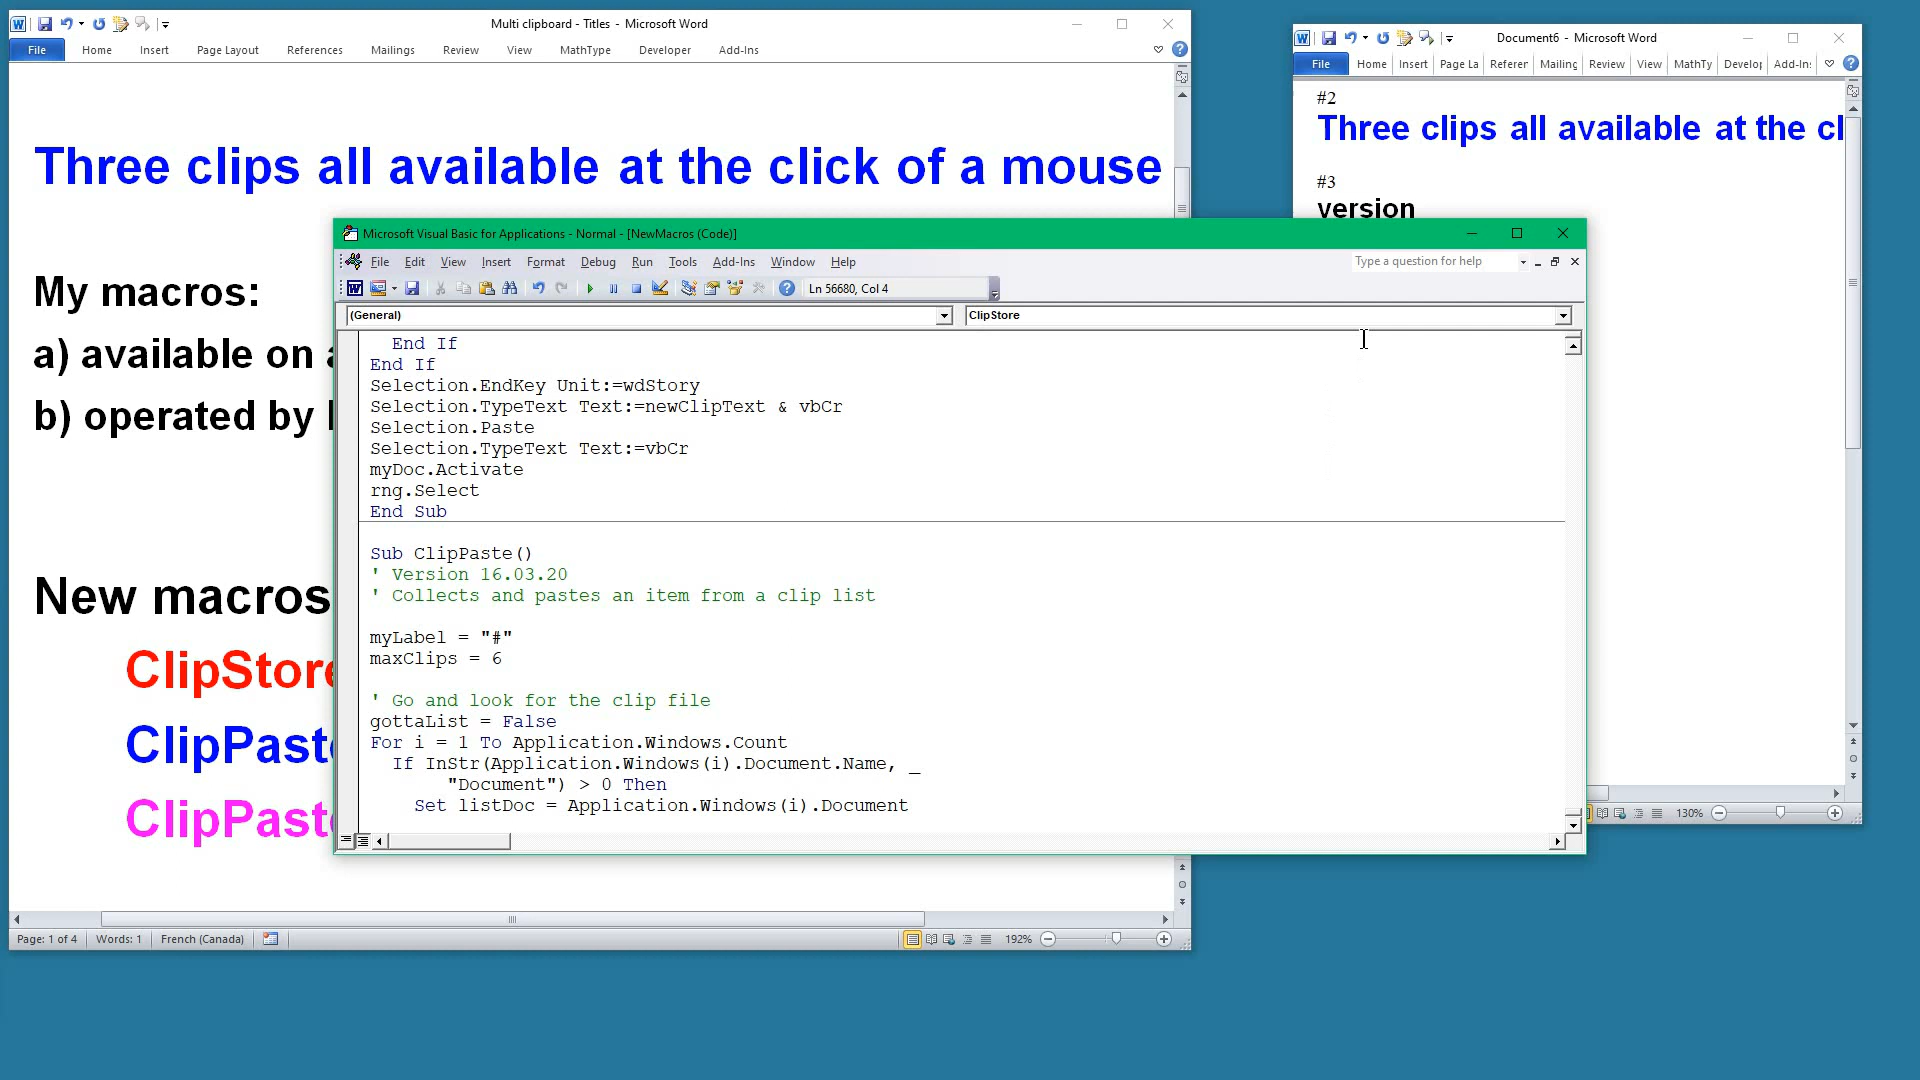 Multi clipboard - Titles - Microsoft Word
File Home Insert Page Layout References Mailings Review View MathType Developer Add-Ins
Three clips all available at the click of a mouse
My macros:
a) available on
b) operated by
New macros
ClipStore
ClipPaste
ClipPaste
Page: 1 of 4 Words: 1 French (Canada) 192%
Document6 - Microsoft Word
File Home Insert Page La Referer Mailing Review View MathTy Develop Add-In:
#2
Three clips all available at the cl
#3
version
130%
Microsoft Visual Basic for Applications - Normal - [NewMacros (Code)]
File Edit View Insert Format Debug Run Tools Add-Ins Window Help Type a question for help
Ln 56680, Col 4
(General) ClipStore
End If
End If
Selection.EndKey Unit:=wdStory
Selection.TypeText Text:=newClipText & vbCr
Selection.Paste
Selection.TypeText Text:=vbCr
myDoc.Activate
rng.Select
End Sub
Sub ClipPaste()
' Version 16.03.20
' Collects and pastes an item from a clip list
myLabel = "#"
maxClips = 6
' Go and look for the clip file
gottaList = False
For i = 1 To Application.Windows.Count
If InStr(Application.Windows(i).Document.Name, _
"Document") > 0 Then
Set listDoc = Application.Windows(i).Document